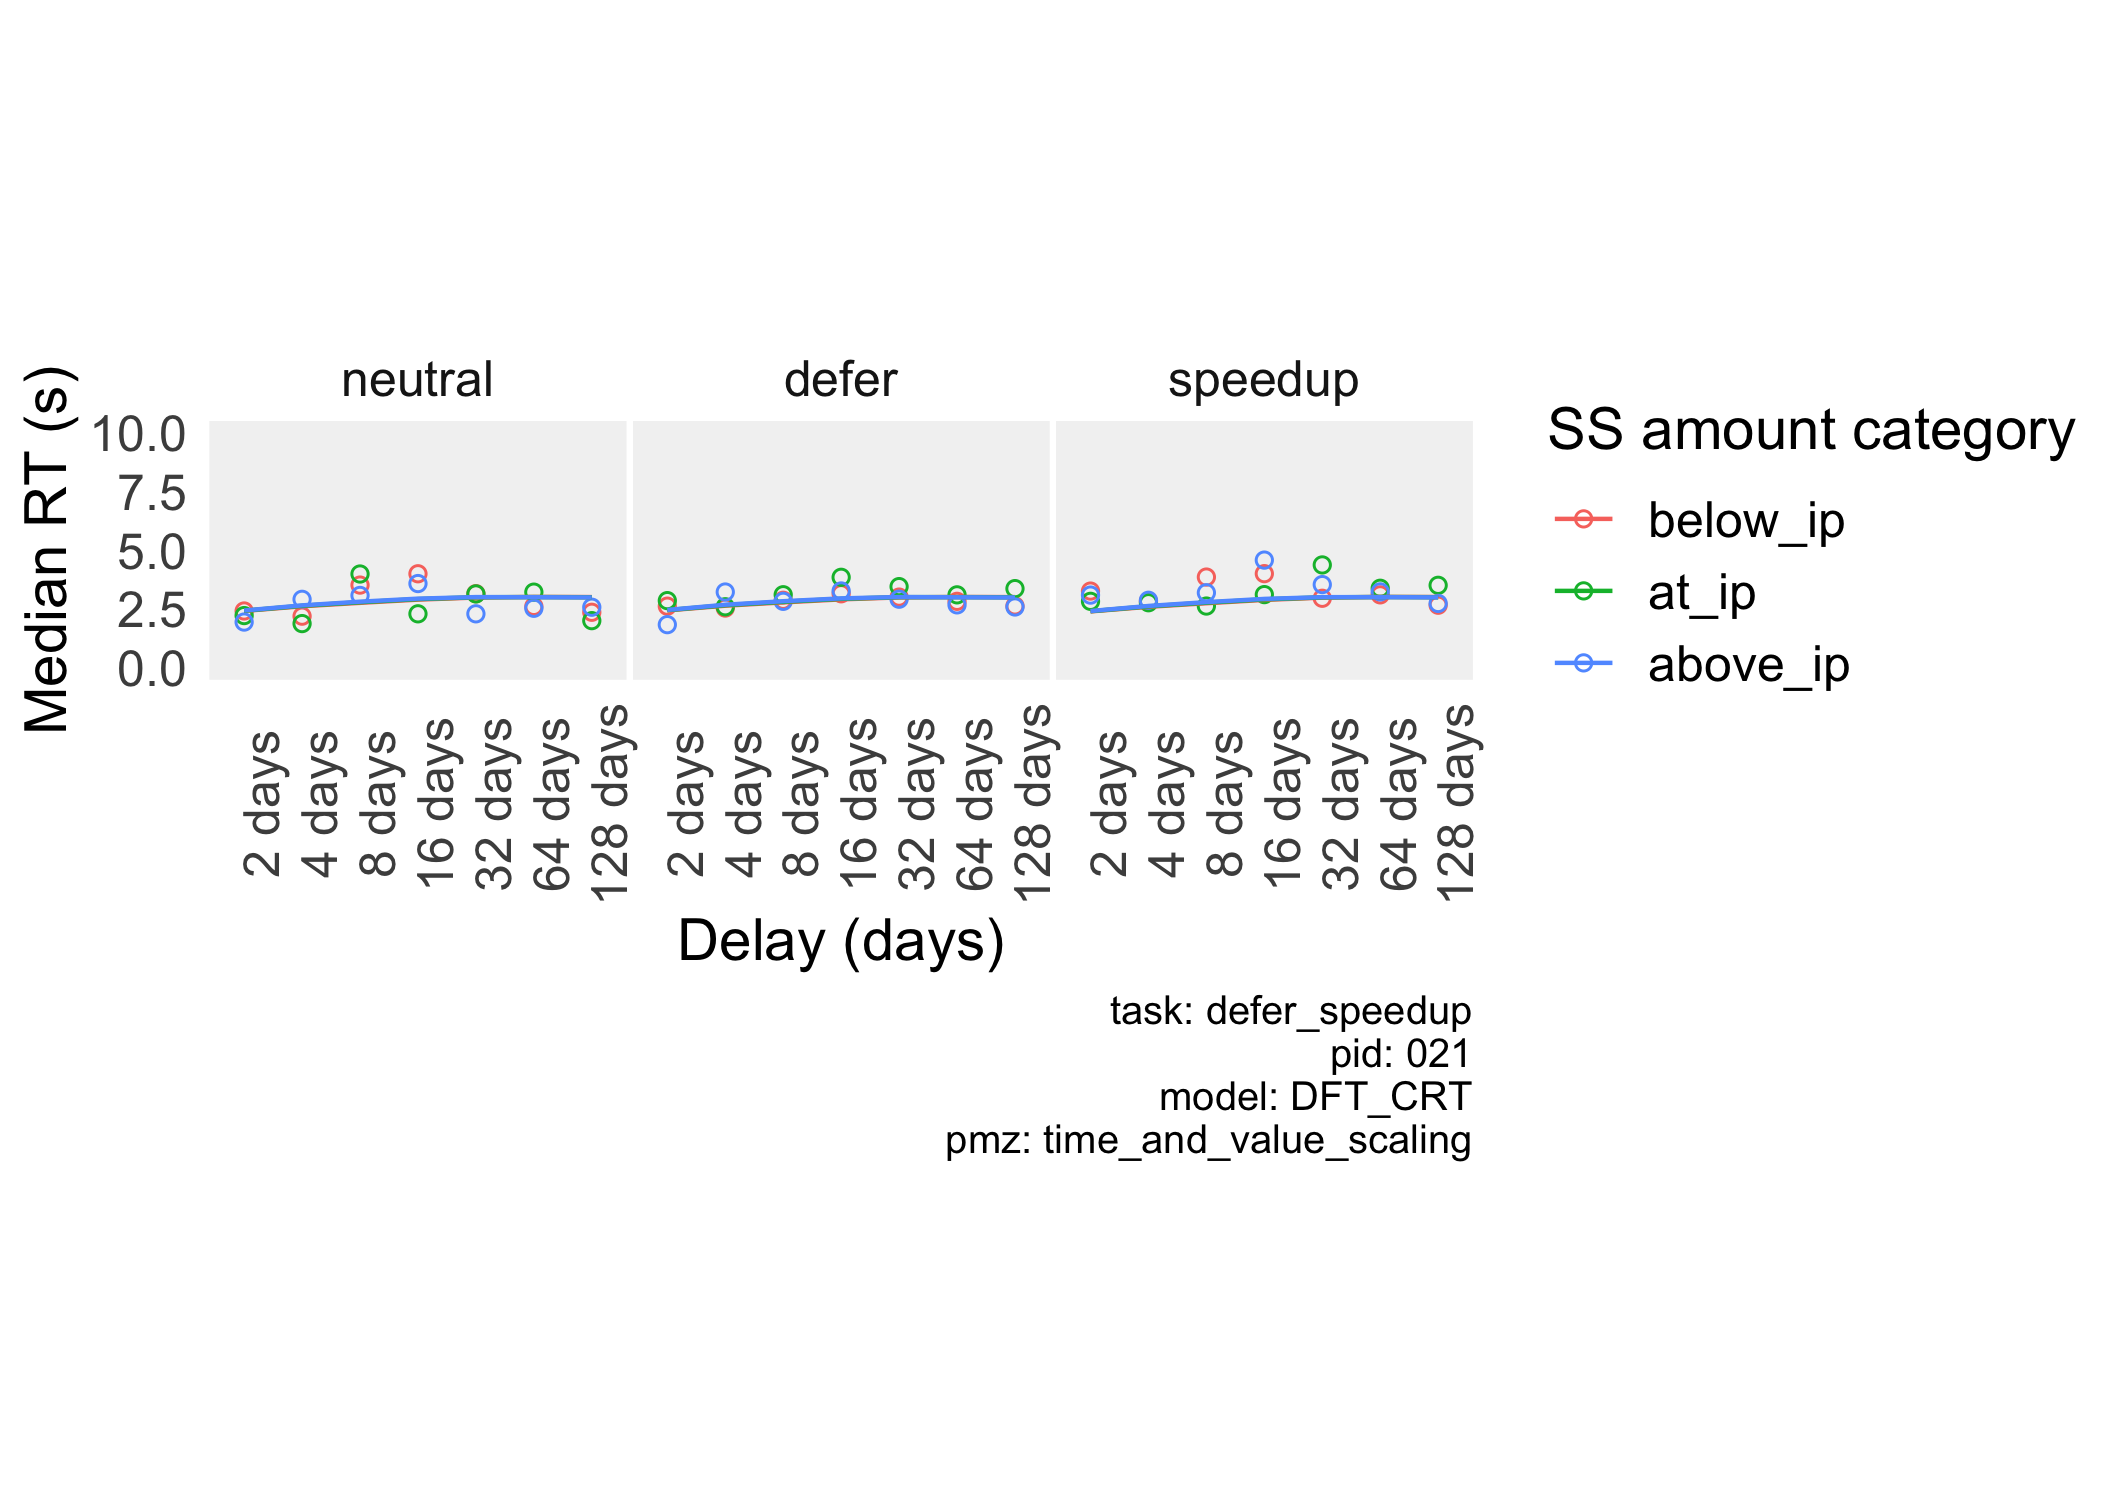 neutral
defer
speedup
Median RT (s)
10.0
7.5
5.0
2.5
0.0
2 days
4 days
8 days
16 days
32 days
64 days
128 days
2 days
4 days
8 days
16 days
32 days
64 days
128 days
2 days
4 days
8 days
16 days
32 days
64 days
128 days
Delay (days)
SS amount category
below_ip
at_ip
above_ip
task: defer_speedup
pid: 021
model: DFT_CRT
pmz: time_and_value_scaling